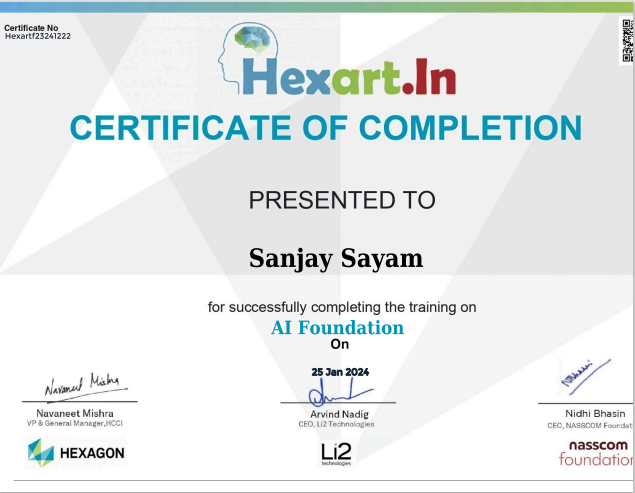 Certificate No
Hexartf23241222
Hexart.In
CERTIFICATE OF COMPLETION
PRESENTED TO
Sanjay Sayam
for successfully completing the training on
AI Foundation
On
25 Jan 2024
Navaneet Mishra
Navaneet Mishra
VP & General Manager,HCCI
HEXAGON
Arvind Nadig
CEO, Li2 Technologies
Li2
technologies
Nidhi Bhasin
CEO, NASSCOM Foundat
nasscom
foundation